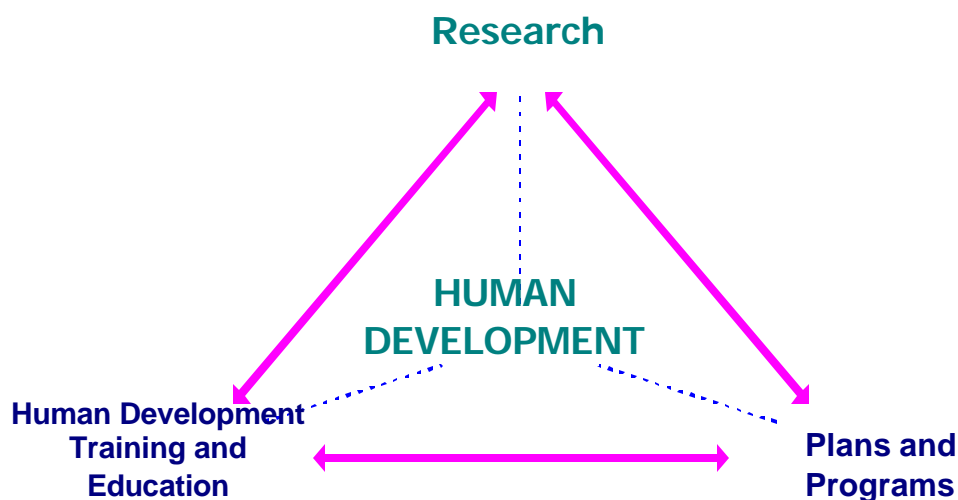 Research
HUMAN
DEVELOPMENT
Human Development
Training and
Education
Plans and
Programs